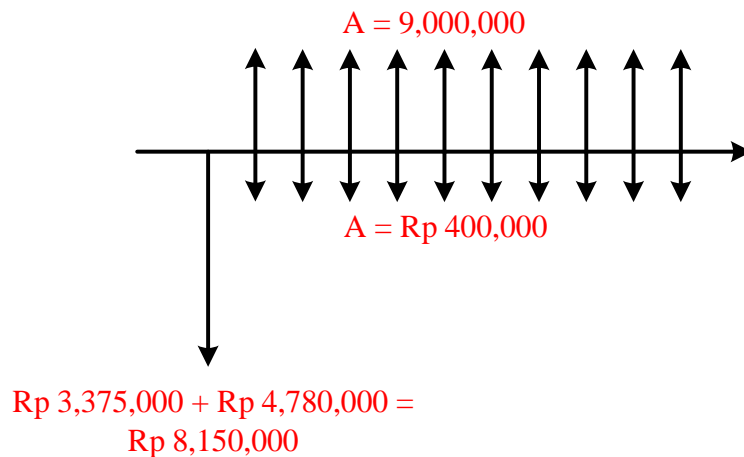 A = 9,000,000
A = Rp 400,000
Rp 3,375,000 + Rp 4,780,000 =
Rp 8,150,000